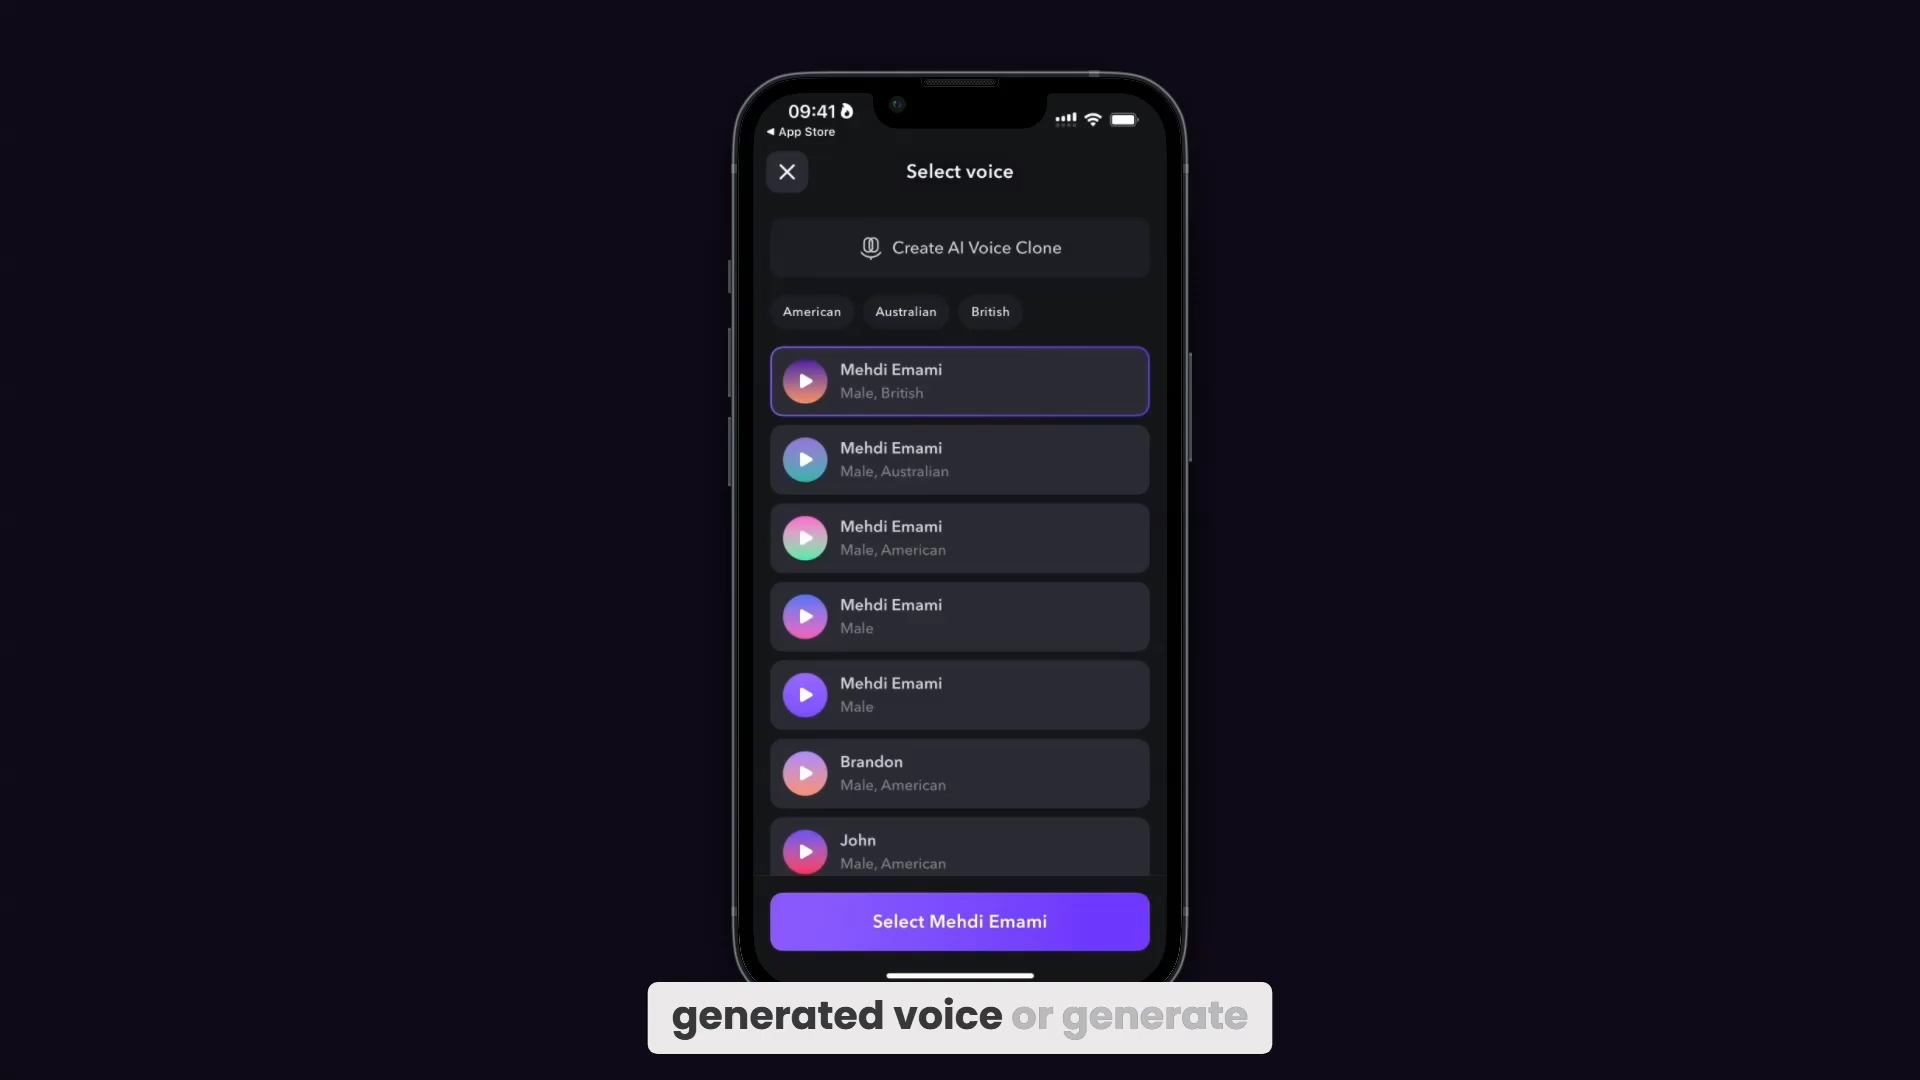 09:41
◀ App Store
Select voice
Create AI Voice Clone
American Australian British
Mehdi Emami
Male, British
Mehdi Emami
Male, Australian
Mehdi Emami
Male, American
Mehdi Emami
Male
Mehdi Emami
Male
Brandon
Male, American
John
Male, American
Select Mehdi Emami
generated voice or generate